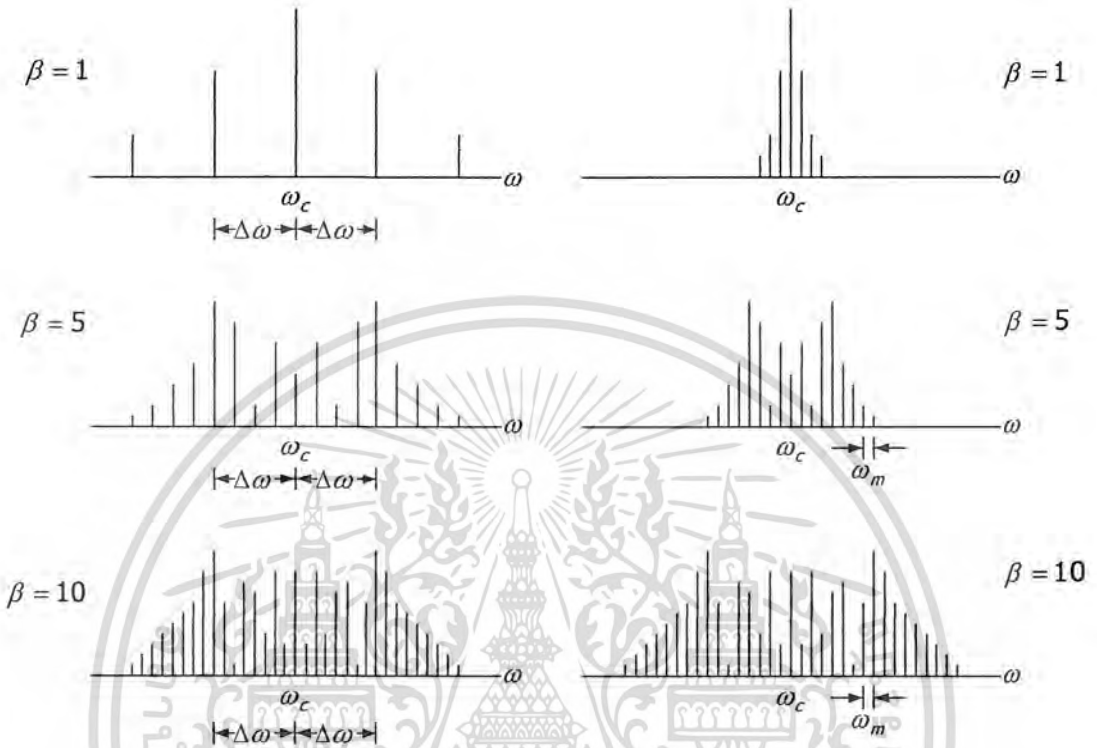 β = 1
ω
ω_c
Δω Δω
β = 1
ω
ω_c
β = 5
ω
ω_c
Δω Δω
β = 5
ω
ω_c
ω_m
β = 10
ω
ω_c
Δω Δω
β = 10
ω
ω_c
ω_m